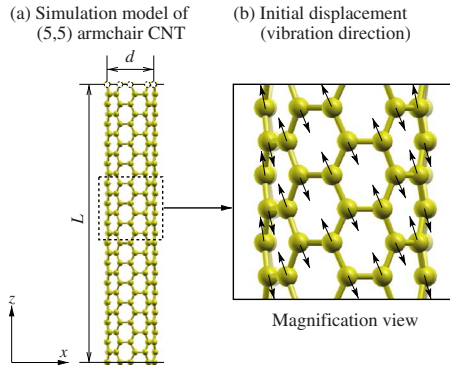 (a) Simulation model of
(5,5) armchair CNT
d
L
z
x
(b) Initial displacement
(vibration direction)
Magnification view